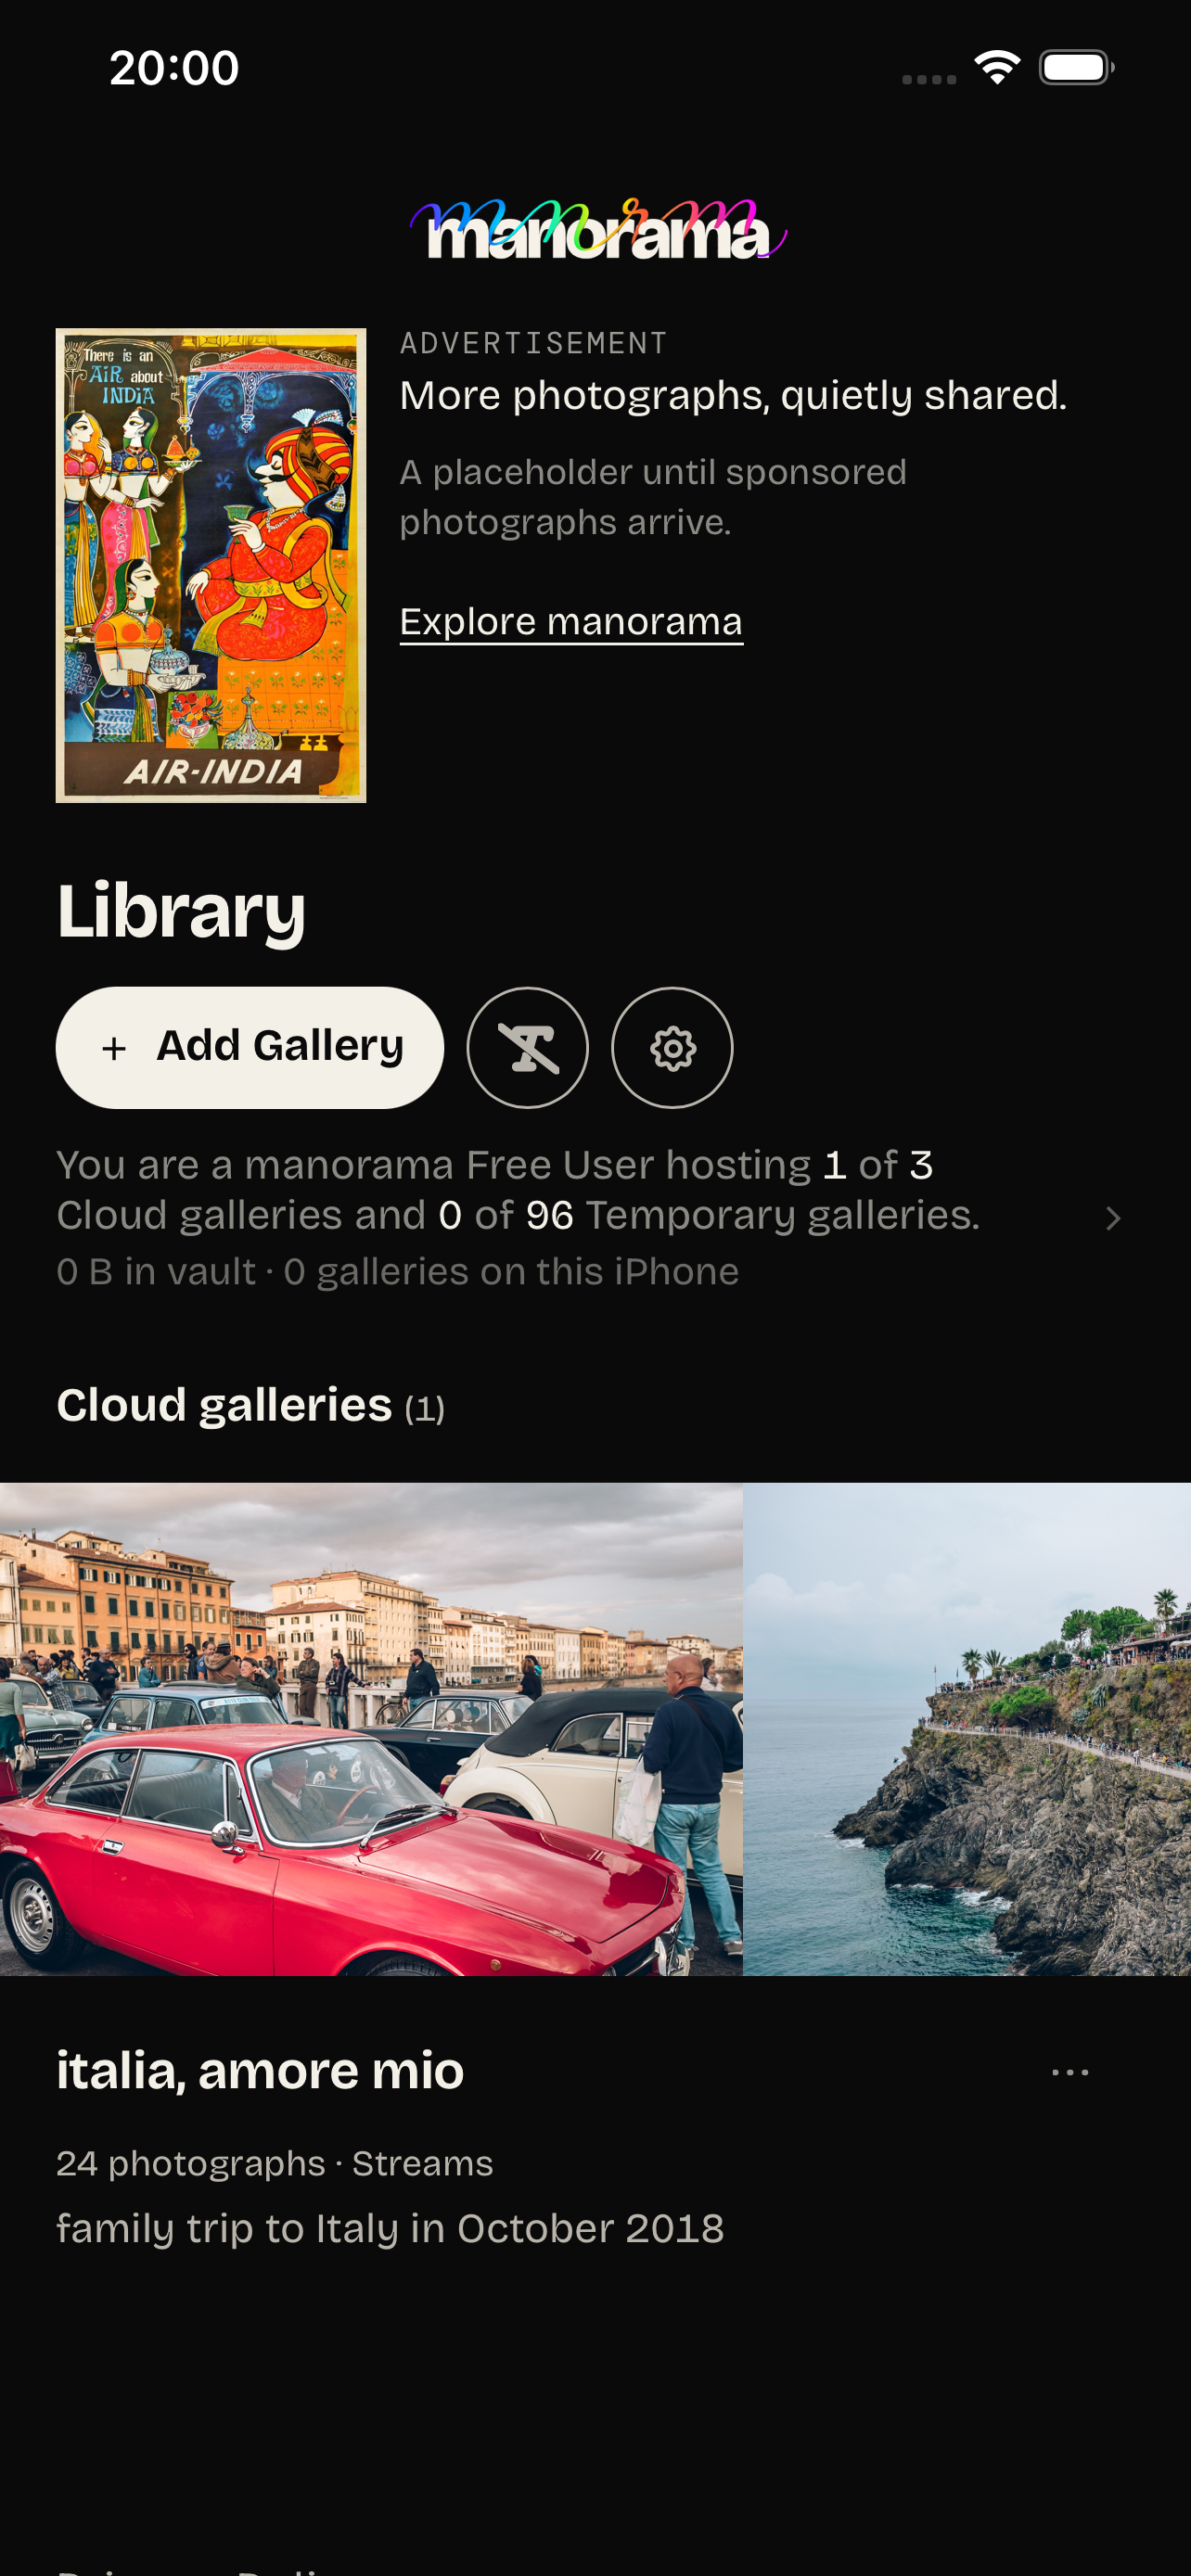 20:00
manorama
There is an
AIR about
INDIA
AIR-INDIA
ADVERTISEMENT
More photographs, quietly shared.
A placeholder until sponsored
photographs arrive.
Explore manorama
Library
+ Add Gallery
You are a manorama Free User hosting 1 of 3
Cloud galleries and 0 of 96 Temporary galleries.
0 B in vault · 0 galleries on this iPhone
Cloud galleries (1)
italia, amore mio
24 photographs · Streams
family trip to Italy in October 2018